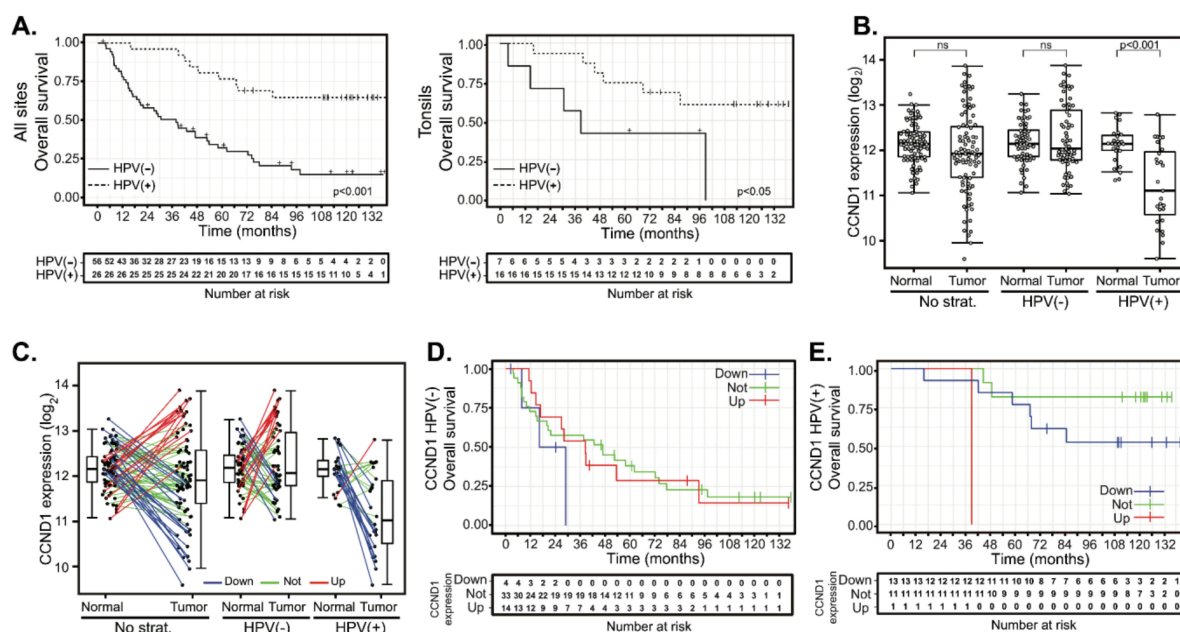 A.
All sites
Overall survival
1.00
0.75
0.50
0.25
0.00
HPV(-)
HPV(+)
p<0.001
0 12 24 36 48 60 72 84 96 108 120 132
Time (months)
HPV(-) 56 52 43 36 32 28 27 23 19 16 15 13 13 9 9 8 6 5 5 4 4 2 2 0
HPV(+) 26 26 26 25 25 25 25 24 22 21 20 20 17 16 15 15 15 15 15 11 10 5 4 1
Number at risk
Tonsils
Overall survival
1.00
0.75
0.50
0.25
0.00
HPV(-)
HPV(+)
p<0.05
0 12 24 36 48 60 72 84 96 108 120 132
Time (months)
HPV(-) 7 6 6 5 5 5 4 3 3 3 3 2 2 2 2 2 1 0 0 0 0 0 0
HPV(+) 16 16 16 15 15 15 15 14 13 12 12 12 10 9 9 8 8 8 8 6 6 3 2
Number at risk
B.
CCND1 expression (log2)
14
13
12
11
10
ns
ns
p<0.001
Normal Tumor Normal Tumor Normal Tumor
No strat. HPV(-) HPV(+)
C.
CCND1 expression (log2)
14
13
12
11
10
Down Not Up
Normal Tumor Normal Tumor Normal Tumor
No strat. HPV(-) HPV(+)
D.
CCND1 HPV(-)
Overall survival
1.00
0.75
0.50
0.25
0.00
Down
Not
Up
0 12 24 36 48 60 72 84 96 108 120 132
Time (months)
CCND1
expression
Down 4 4 3 2 2 0 0 0 0 0 0 0 0 0 0 0 0 0 0 0 0 0 0
Not 33 30 24 22 20 19 19 18 14 12 11 9 9 6 6 6 5 4 4 3 3 1 1
Up 14 13 12 9 9 7 7 4 4 3 3 3 3 3 3 2 1 1 1 1 1 1 1
Number at risk
E.
CCND1 HPV(+)
Overall survival
1.00
0.75
0.50
0.25
0.00
Down
Not
Up
0 12 24 36 48 60 72 84 96 108 120 132
Time (months)
CCND1
expression
Down 13 13 13 12 12 12 12 12 11 11 10 10 8 7 7 6 6 6 6 3 3 2 2 1
Not 11 11 11 11 11 11 11 11 10 9 9 9 9 9 9 9 9 9 9 8 7 3 2 0
Up 1 1 1 1 1 1 1 0 0 0 0 0 0 0 0 0 0 0 0 0 0 0 0
Number at risk